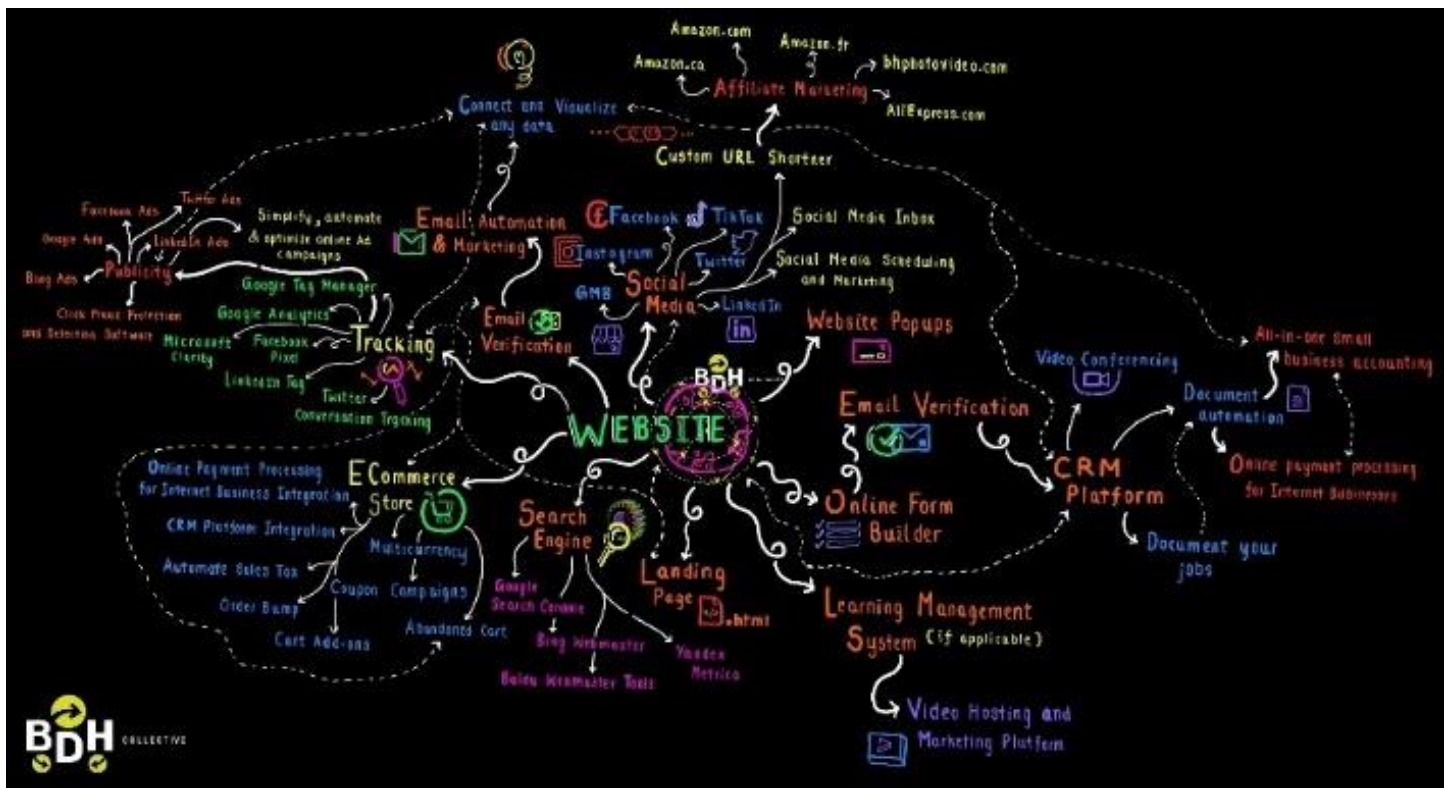 Amazon.com
Amazon.fr
Amazon.ca
bhphotovideo.com
Affiliate Marketing
AliExpress.com
Connect and Visualize
any data
Custom URL Shortner
Facebook Ads
Twitter Ads
Google Ads
LinkedIn Ads
Bing Ads
Publicity
Simplify, automate
& optimize online Ad
campaigns
Click Fraud Protection
and Detection Software
Email Automation
& Marketing
Facebook
TikTok
Instagram
Twitter
GMB
Social
Media
LinkedIn
in
Social Media Inbox
Social Media Scheduling
and Marketing
Google Tag Manager
Google Analytics
Microsoft
Clarity
Facebook
Pixel
Tracking
LinkedIn Tag
Twitter
Conversation Tracking
Email
Verification
Website Popups
BDH
WEBSITE
Email Verification
Video Conferencing
All-in-one small
business accounting
Document
automation
CRM
Platform
Online payment processing
for Internet Businesses
Document your
jobs
Online Payment Processing
for Internet Business Integration
ECommerce
Store
CRM Platform Integration
Multicurrency
Automate Sales Tax
Coupon Campaigns
Order Bump
Cart Add-ons
Abandoned Cart
Search
Engine
Google
Search Console
Bing Webmaster
Baidu Webmaster Tools
Yandex
Metrica
Landing
Page
.html
Online Form
Builder
Learning Management
System (if applicable)
Video Hosting and
Marketing Platform
BDH COLLECTIVE